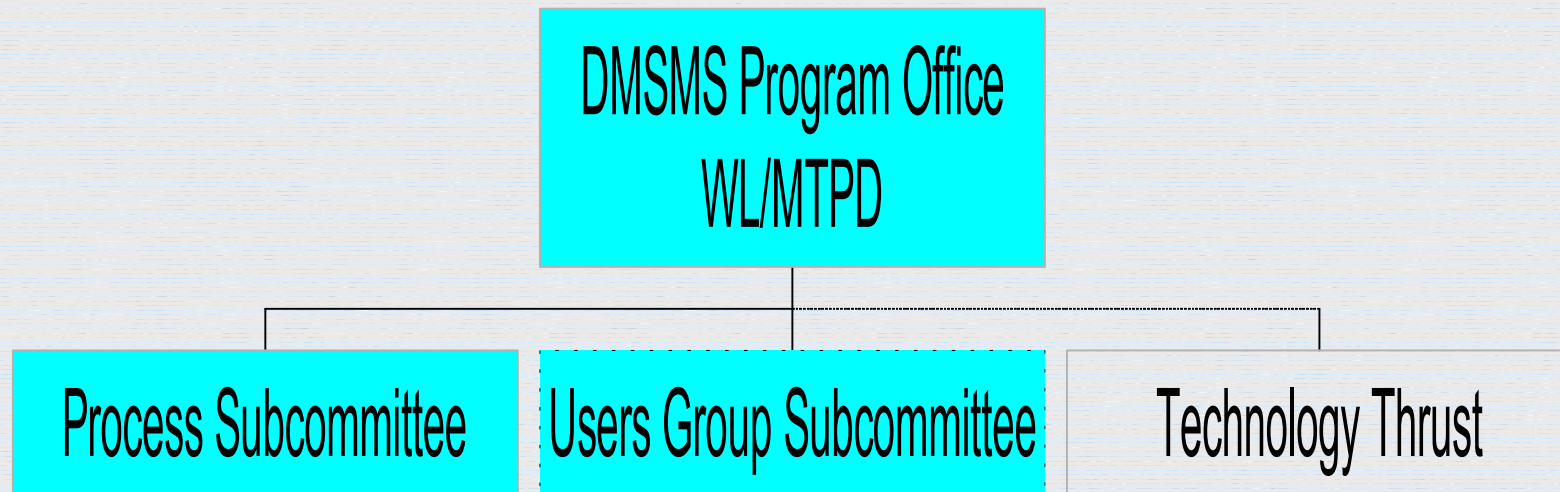 DMSMS Program Office
WL/MTPD
Process Subcommittee
Users Group Subcommittee
Technology Thrust